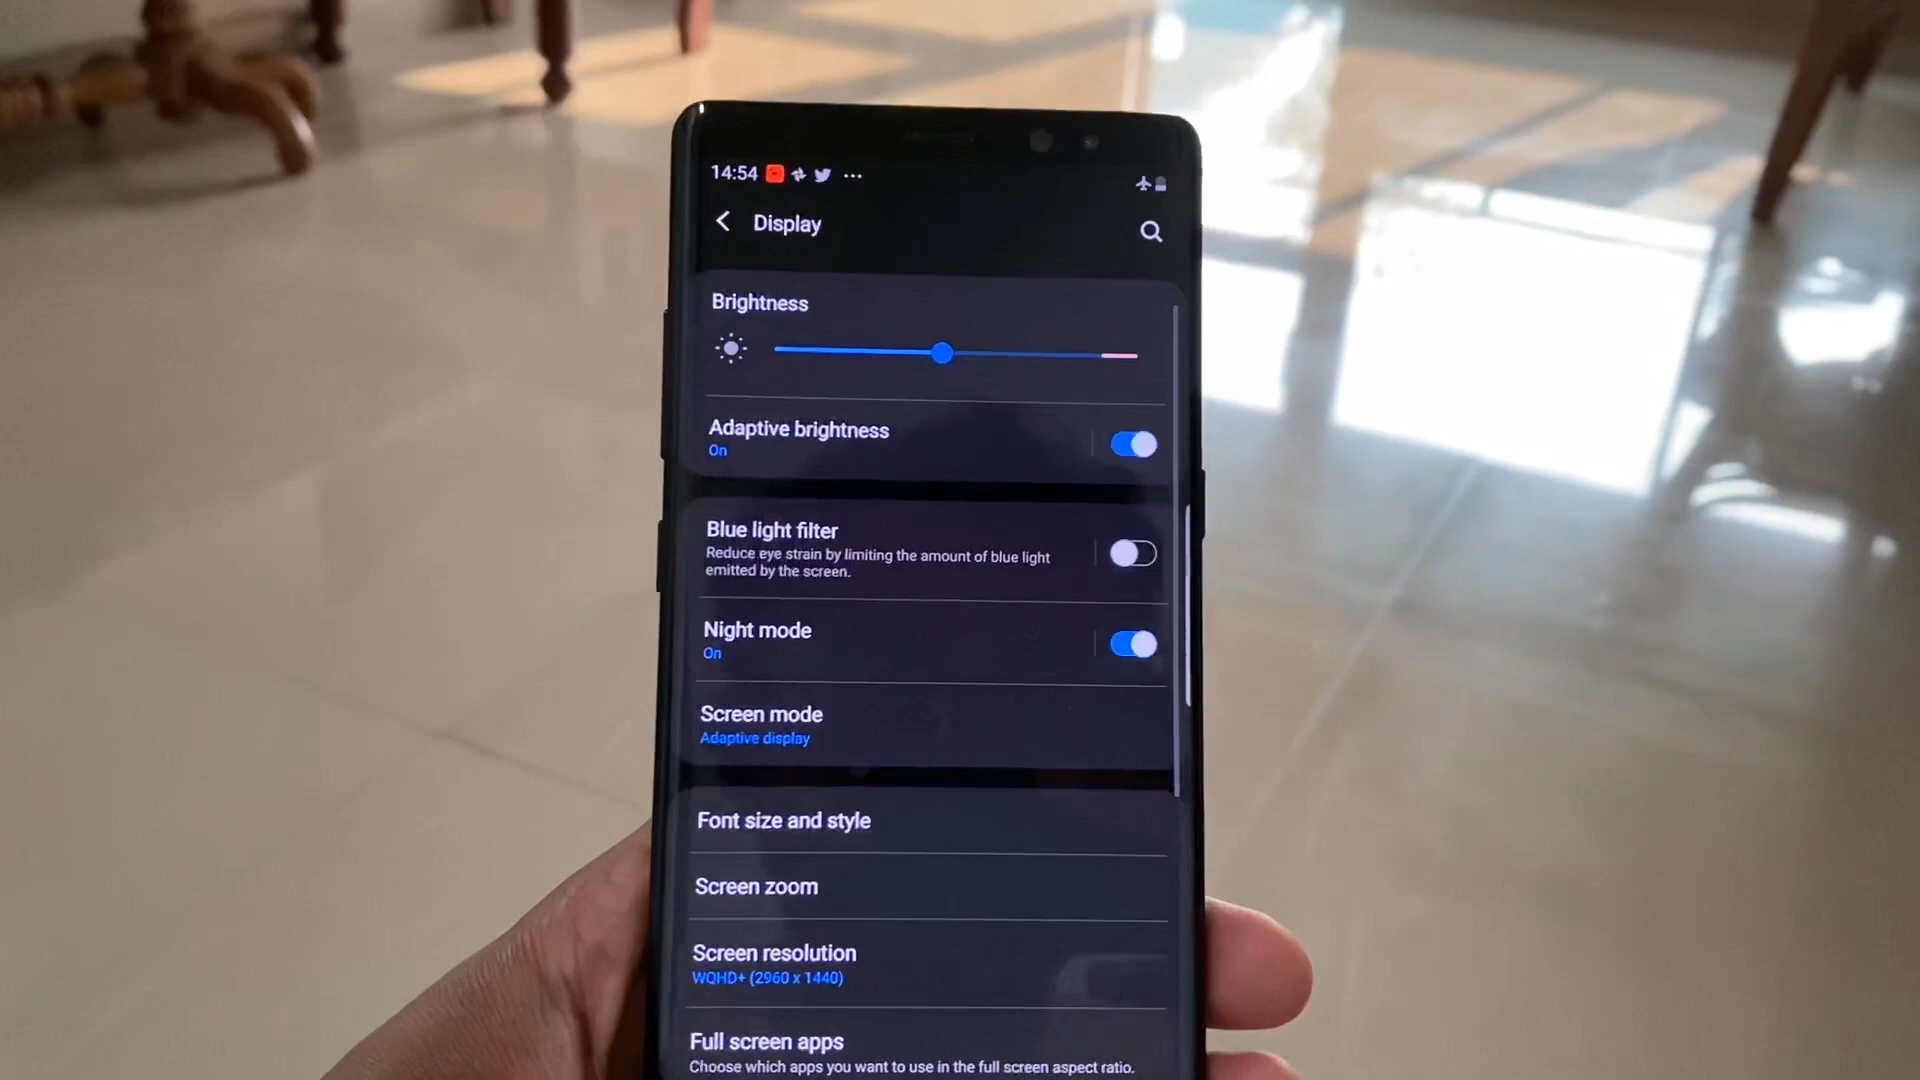 14:54
Display
Brightness
Adaptive brightness
On
Blue light filter
Reduce eye strain by limiting the amount of blue light
emitted by the screen.
Night mode
On
Screen mode
Adaptive display
Font size and style
Screen zoom
Screen resolution
WQHD+ (2960 x 1440)
Full screen apps
Choose which apps you want to use in the full screen aspect ratio.